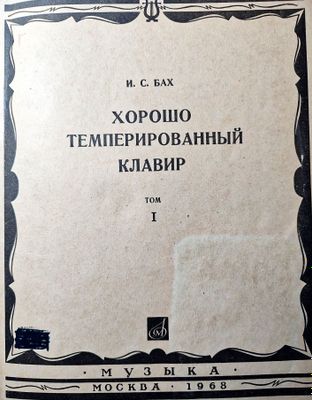 И. С. БАХ
ХОРОШО
ТЕМПЕРИРОВАННЫЙ
КЛАВИР
ТОМ
I
МУЗЫКА
МОСКВА · 1968